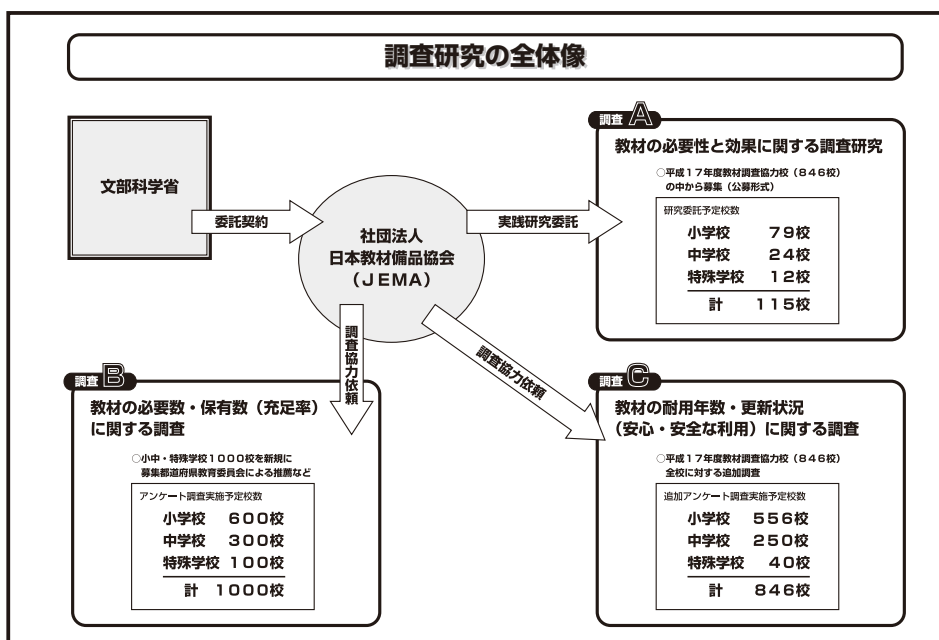 調査研究の全体像
文部科学省
委託契約
社団法人
日本教材備品協会
（ＪＥＭＡ）
実践研究委託
調査協力依頼
調査協力依頼
調査 A
教材の必要性と効果に関する調査研究
○平成１７年度教材調査協力校（８４６校）
の中から募集（公募形式）
研究委託予定校数
小学校 ７９校
中学校 ２４校
特殊学校 １２校
計 １１５校
調査 B
教材の必要数・保有数（充足率）
に関する調査
○小中・特殊学校１０００校を新規に
募集都道府県教育委員会による推薦など
アンケート調査実施予定校数
小学校 ６００校
中学校 ３００校
特殊学校 １００校
計 １０００校
調査 C
教材の耐用年数・更新状況
（安心・安全な利用）に関する調査
○平成１７年度教材調査協力校（８４６校）
全校に対する追加調査
追加アンケート調査実施予定校数
小学校 ５５６校
中学校 ２５０校
特殊学校 ４０校
計 ８４６校